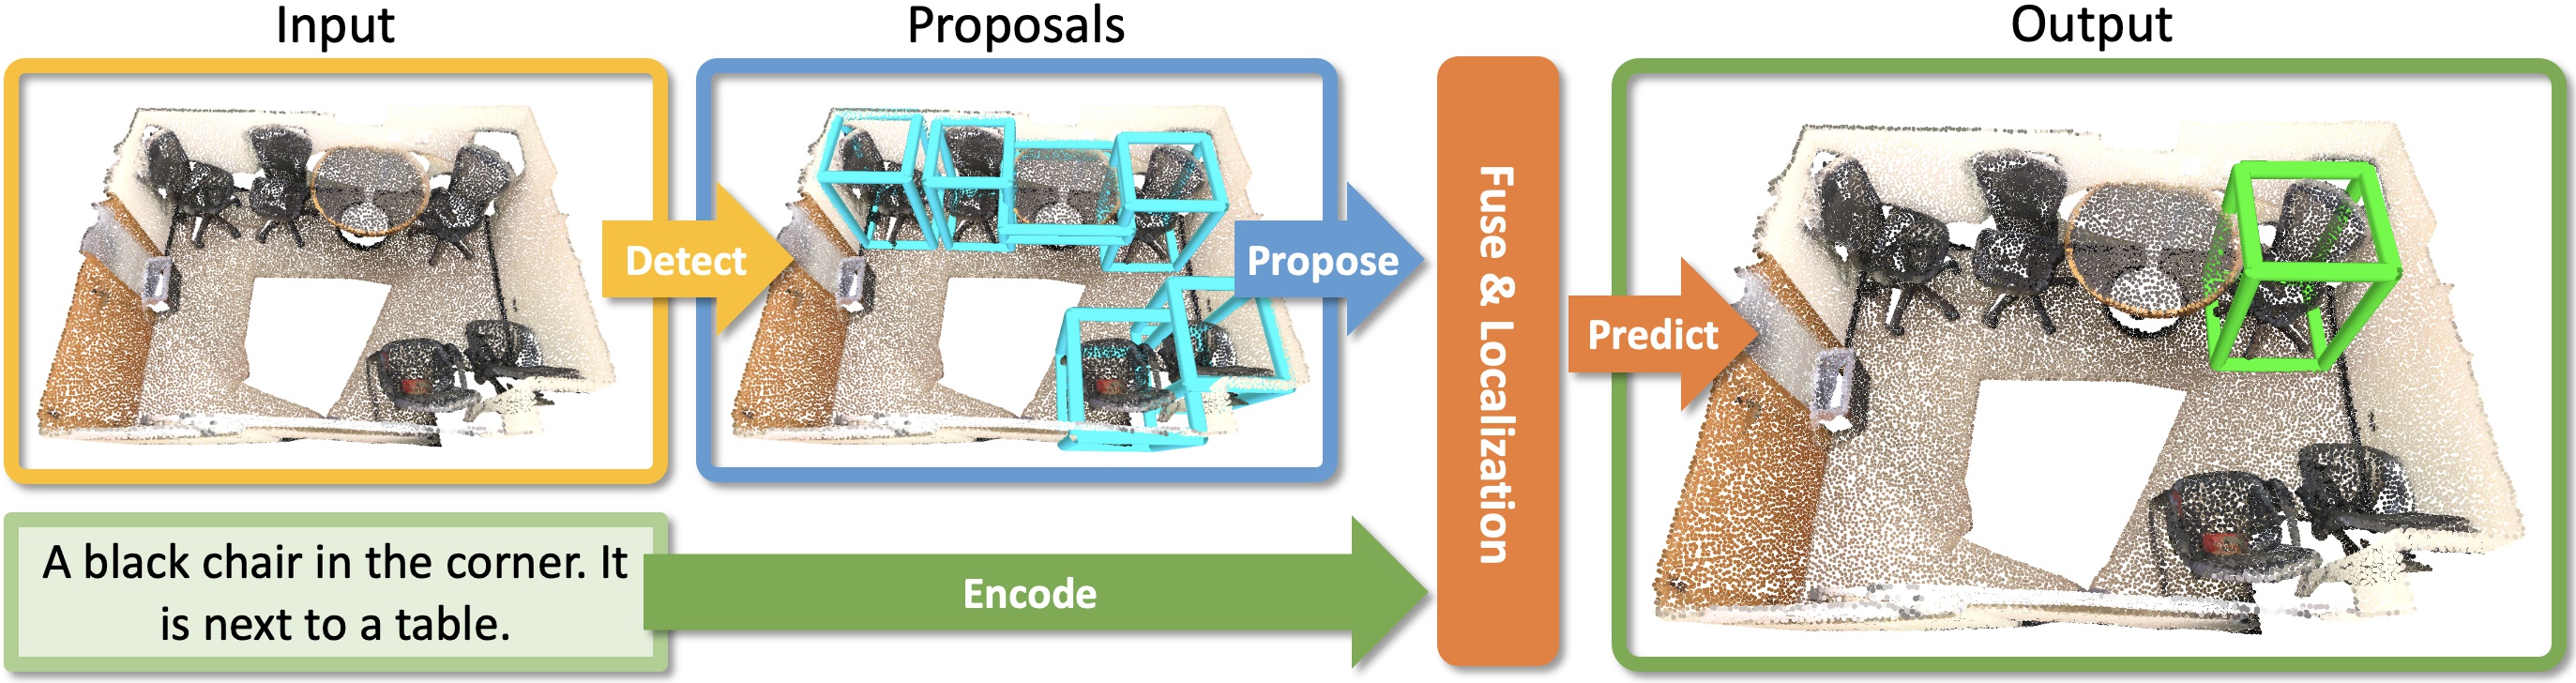 Input
Proposals
Output
Detect
Propose
Fuse & Localization
Predict
A black chair in the corner. It
is next to a table.
Encode